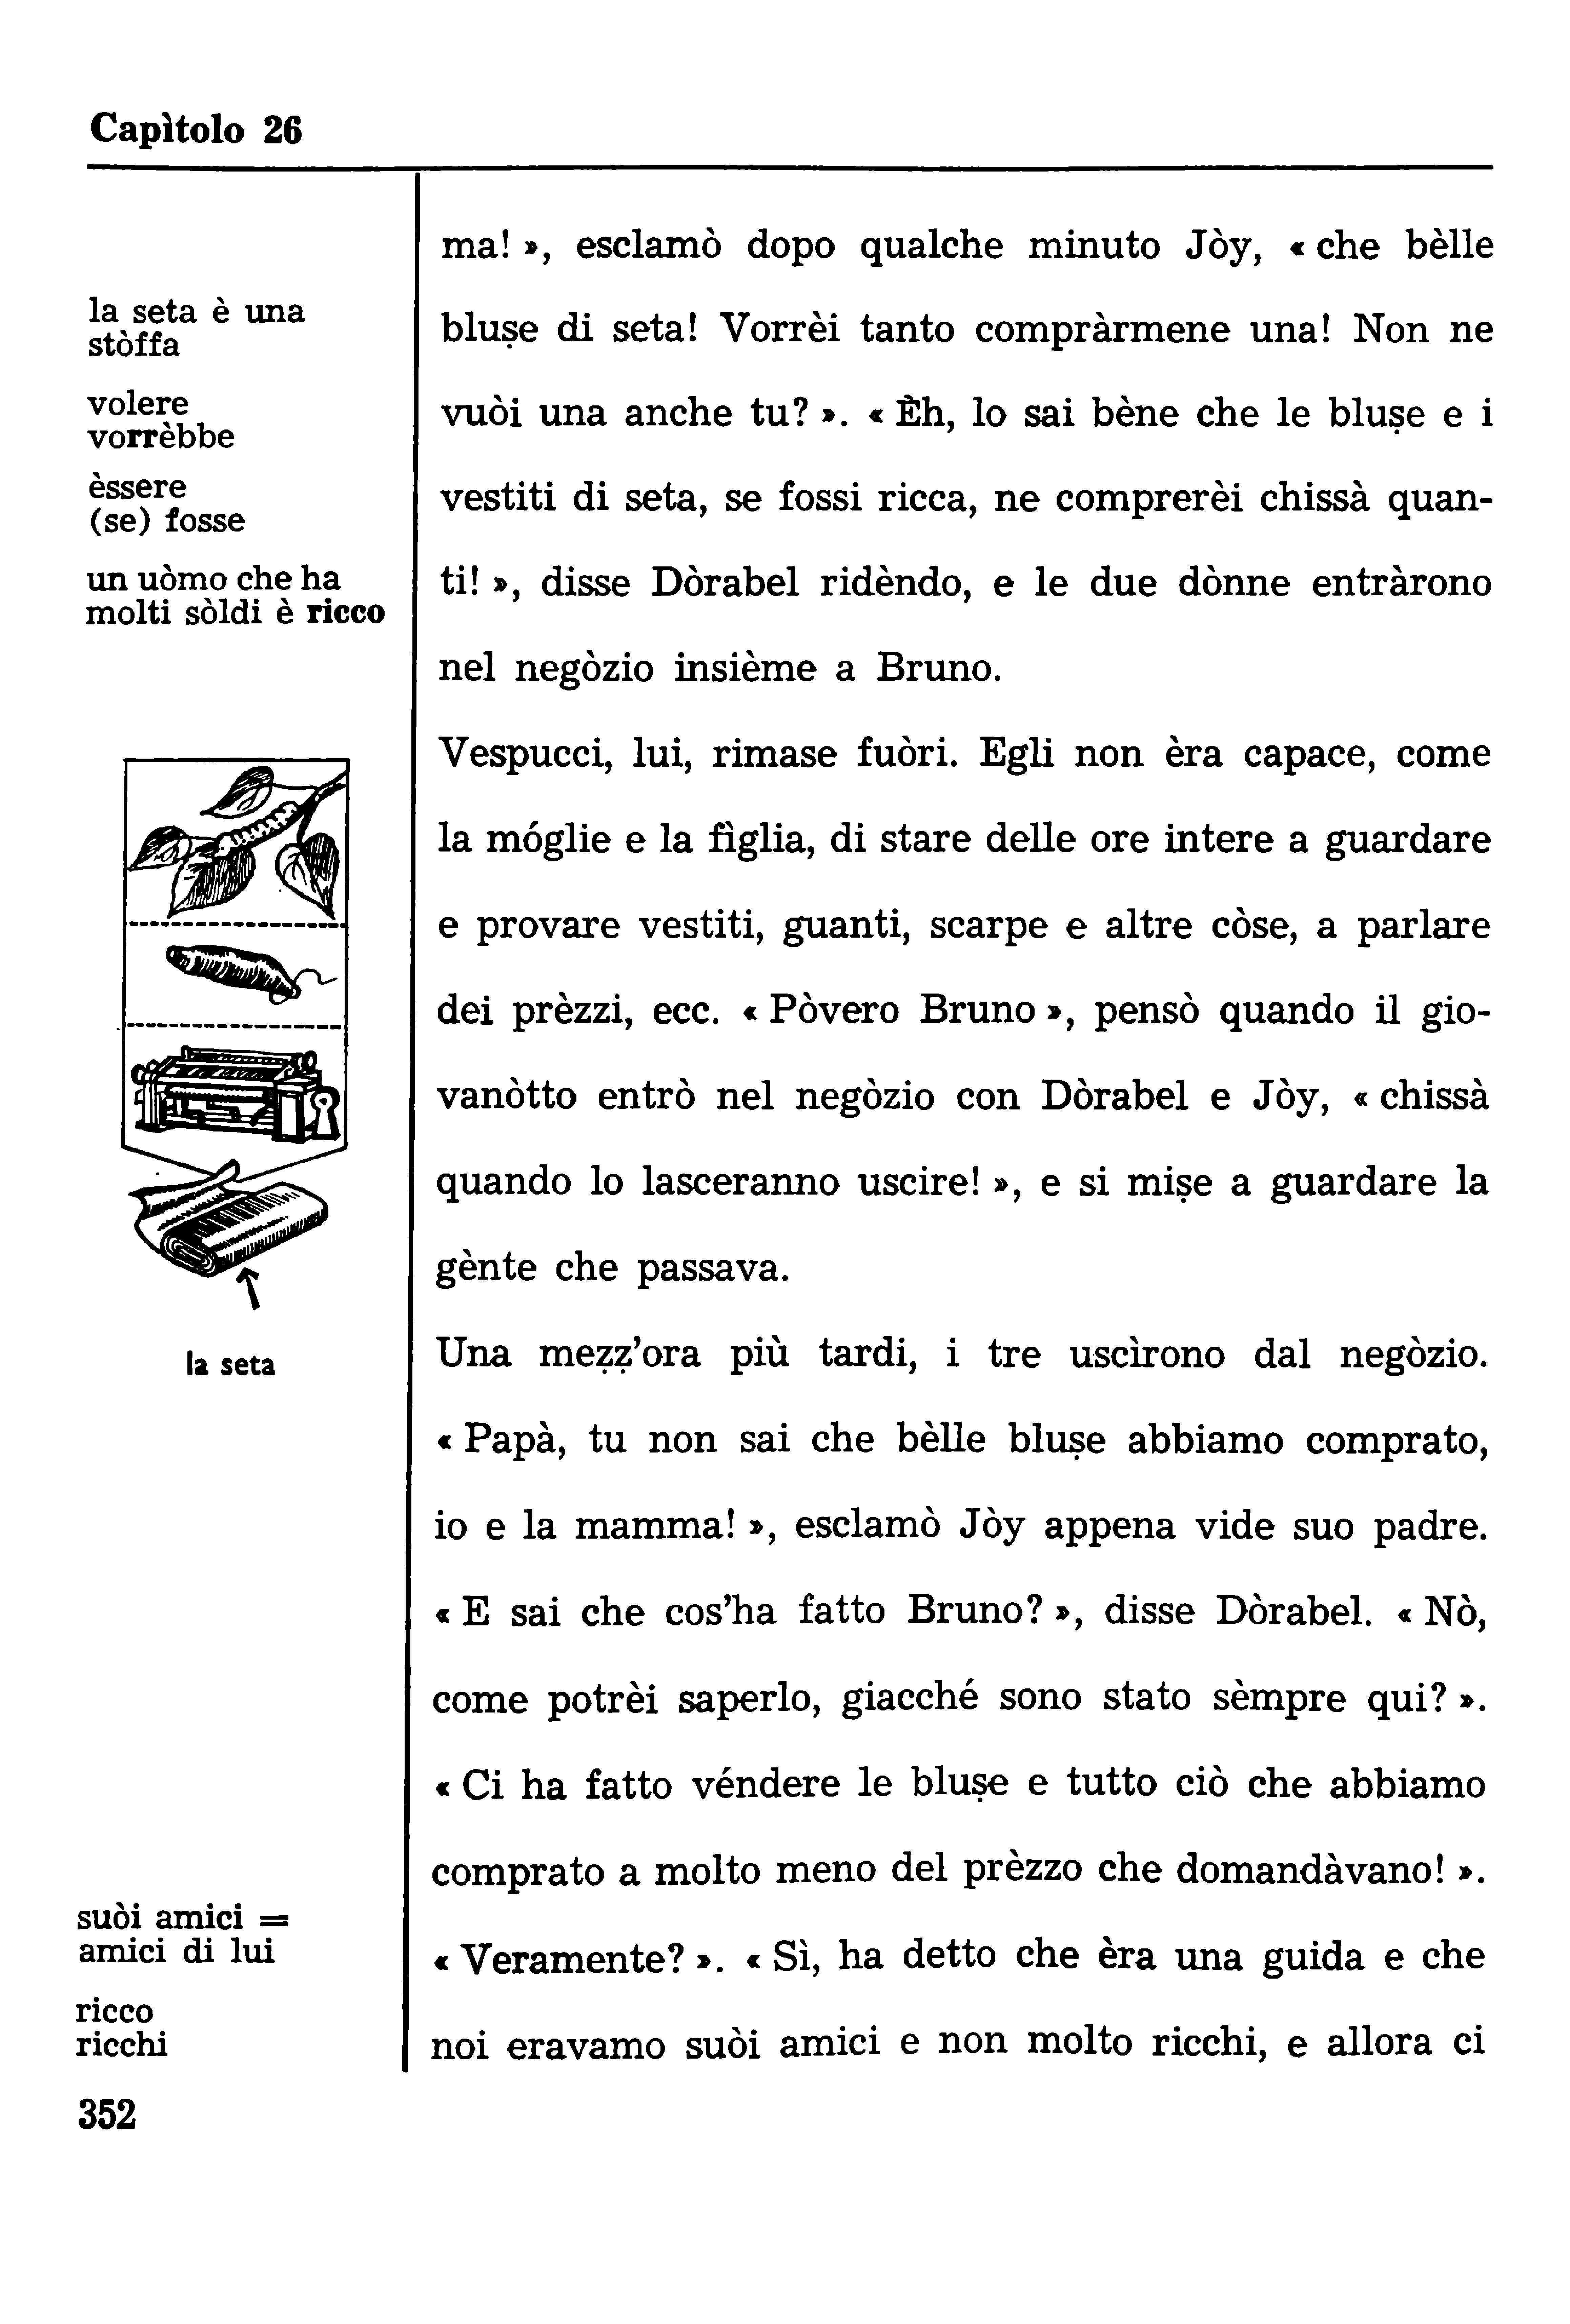 Capìtolo 26
la seta è una
stòffa
volere
vorrèbbe
èssere
(se) fosse
un uòmo che ha
molti sòldi è ricco
la seta
suòi amici =
amici di lui
ricco
ricchi
ma! », esclamò dopo qualche minuto Jòy, « che bèlle
bluṣe di seta! Vorrèi tanto compràrmene una! Non ne
vuòi una anche tu? ». « Èh, lo sai bène che le bluṣe e i
vestiti di seta, se fossi ricca, ne comprerèi chissà quan-
ti! », disse Dòrabel ridèndo, e le due dònne entràrono
nel negòzio insième a Bruno.
Vespucci, lui, rimase fuòri. Egli non èra capace, come
la móglie e la fìglia, di stare delle ore intere a guardare
e provare vestiti, guanti, scarpe e altre còse, a parlare
dei prèzzi, ecc. « Pòvero Bruno », pensò quando il gio-
vanòtto entrò nel negòzio con Dòrabel e Jòy, « chissà
quando lo lasceranno uscire! », e si miṣe a guardare la
gènte che passava.
Una meẓẓ’ora più tardi, i tre uscìrono dal negòzio.
« Papà, tu non sai che bèlle bluṣe abbiamo comprato,
io e la mamma! », esclamò Jòy appena vide suo padre.
« E sai che cos’ha fatto Bruno? », disse Dòrabel. « Nò,
come potrèi saperlo, giacché sono stato sèmpre qui? ».
« Ci ha fatto véndere le bluṣe e tutto ciò che abbiamo
comprato a molto meno del prèzzo che domandàvano! ».
« Veramente? ». « Sì, ha detto che èra una guida e che
noi eravamo suòi amici e non molto ricchi, e allora ci
352